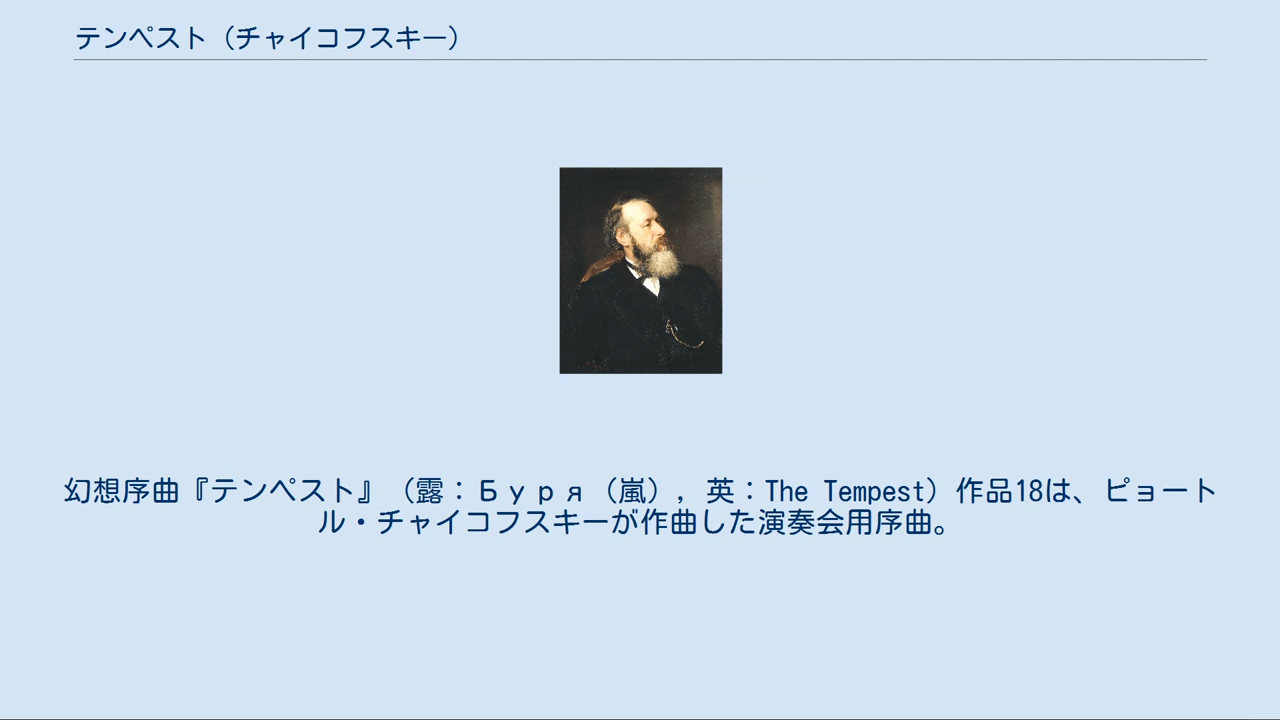 テンペスト（チャイコフスキー）
幻想序曲『テンペスト』（露：Буря（嵐），英：The Tempest）作品18は、ピョート
ル・チャイコフスキーが作曲した演奏会用序曲。